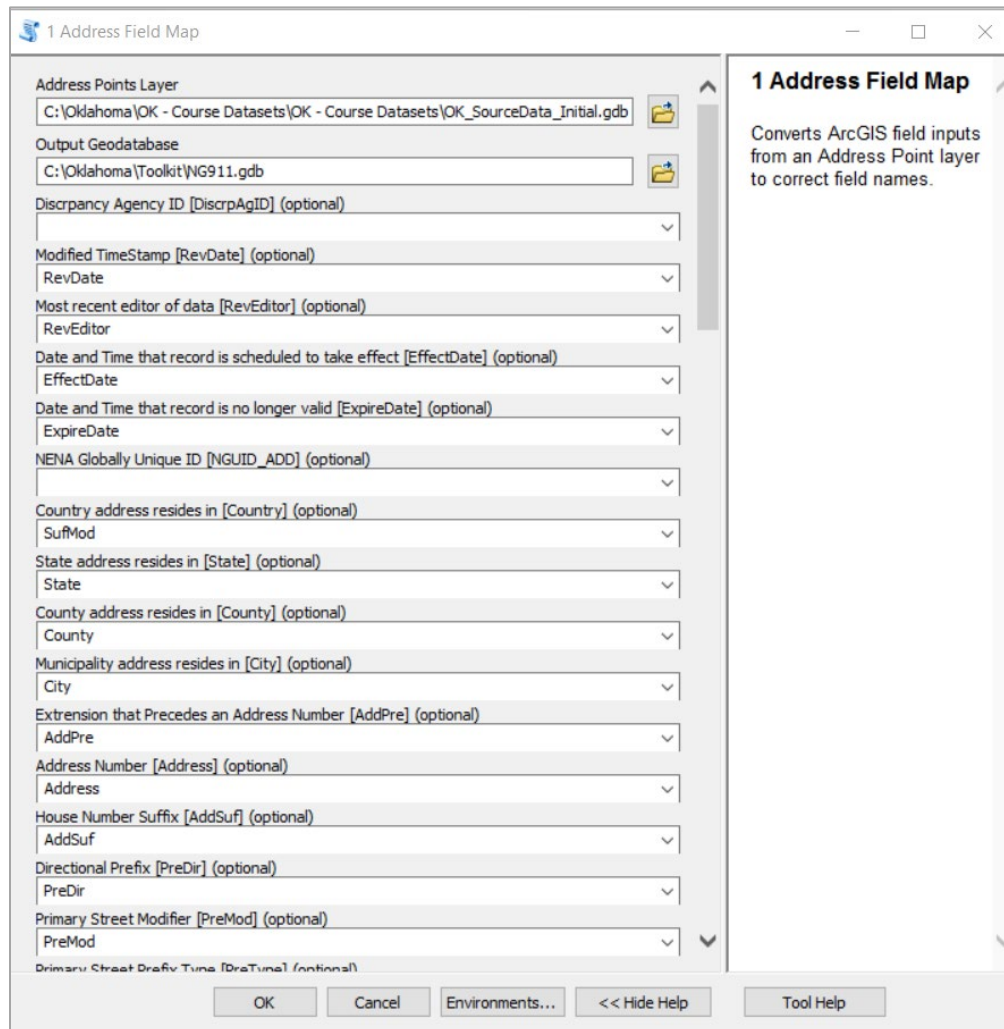 1 Address Field Map
Address Points Layer
C:\Oklahoma\OK - Course Datasets\OK - Course Datasets\OK_SourceData_Initial.gdb
Output Geodatabase
C:\Oklahoma\Toolkit\NG911.gdb
Discrpancy Agency ID [DiscrpAgID] (optional)
Modified TimeStamp [RevDate] (optional)
RevDate
Most recent editor of data [RevEditor] (optional)
RevEditor
Date and Time that record is scheduled to take effect [EffectDate] (optional)
EffectDate
Date and Time that record is no longer valid [ExpireDate] (optional)
ExpireDate
NENA Globally Unique ID [NGUID_ADD] (optional)
Country address resides in [Country] (optional)
SufMod
State address resides in [State] (optional)
State
County address resides in [County] (optional)
County
Municipality address resides in [City] (optional)
City
Extrension that Precedes an Address Number [AddPre] (optional)
AddPre
Address Number [Address] (optional)
Address
House Number Suffix [AddSuf] (optional)
AddSuf
Directional Prefix [PreDir] (optional)
PreDir
Primary Street Modifier [PreMod] (optional)
PreMod
Primary Street Prefix Type [PreType] (optional)
1 Address Field Map
Converts ArcGIS field inputs
from an Address Point layer
to correct field names.
OK
Cancel
Environments...
<< Hide Help
Tool Help